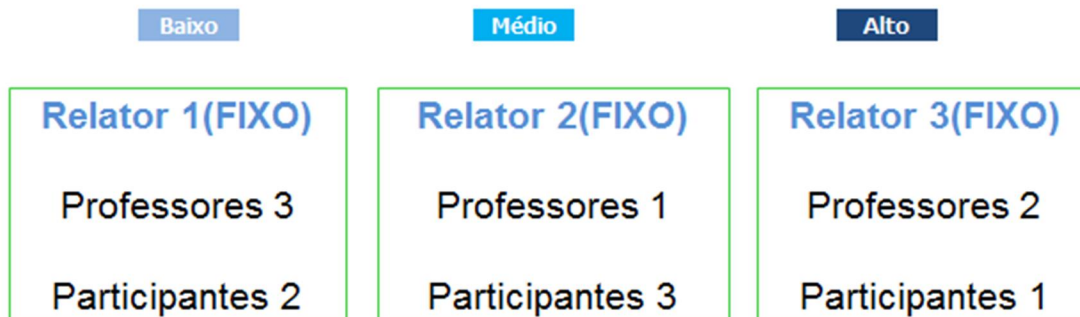 Baixo Médio Alto
Relator 1(FIXO) Relator 2(FIXO) Relator 3(FIXO)
Professores 3 Professores 1 Professores 2
Participantes 2 Participantes 3 Participantes 1